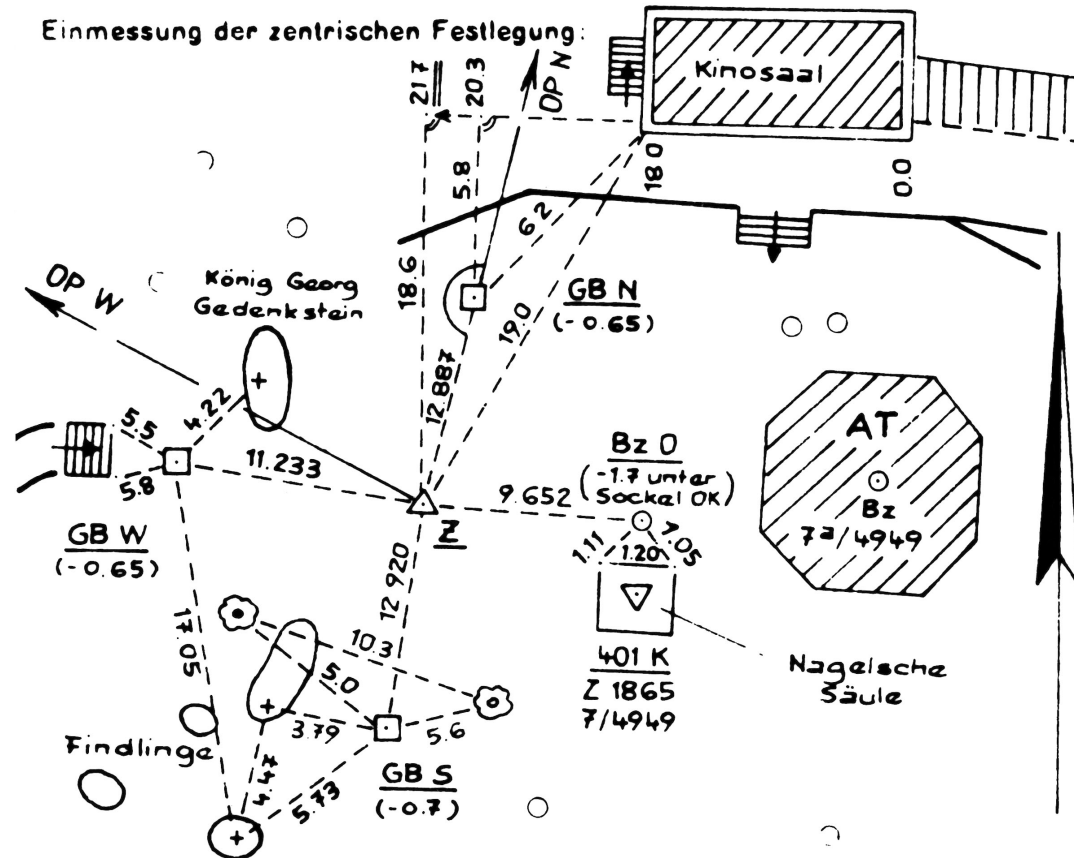 Einmessung der zentrischen Festlegung:
21.7
20.3
OP N
Kinosaal
18.0
0.0
5.8
6.2
18.6
19.0
GB N
(-0.65)
OP W
König Georg
Gedenkstein
12.887
4.22
5.5
5.8
11.233
GB W
(-0.65)
Z
9.652
Bz O
(-1.7 unter
Sockel OK)
1.11
1.20
1.05
AT
Bz
7a/4949
401 K
Z 1865
7/4949
Nagelsche
Säule
12.920
17.05
10.3
5.0
3.79
5.6
4.47
5.73
Findlinge
GB S
(-0.7)